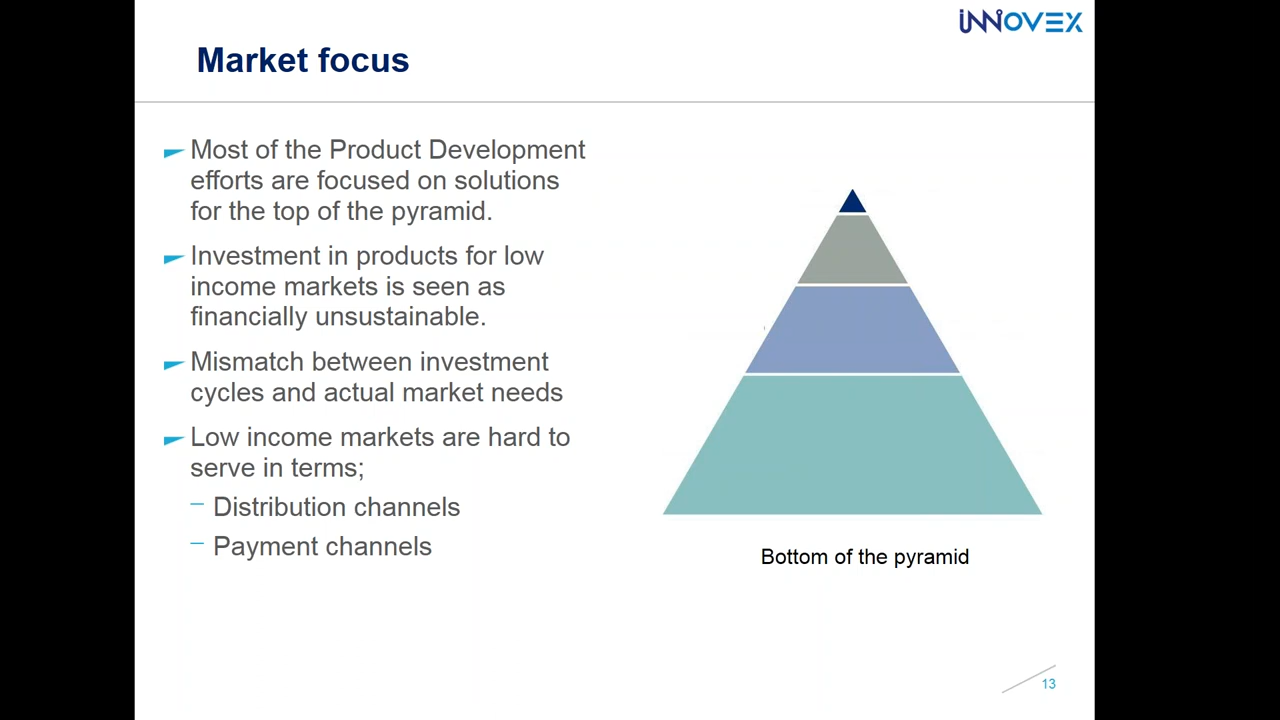 INNOVEX
Market focus
Most of the Product Development
efforts are focused on solutions
for the top of the pyramid.
Investment in products for low
income markets is seen as
financially unsustainable.
Mismatch between investment
cycles and actual market needs
Low income markets are hard to
serve in terms;
Distribution channels
Payment channels
Bottom of the pyramid
13